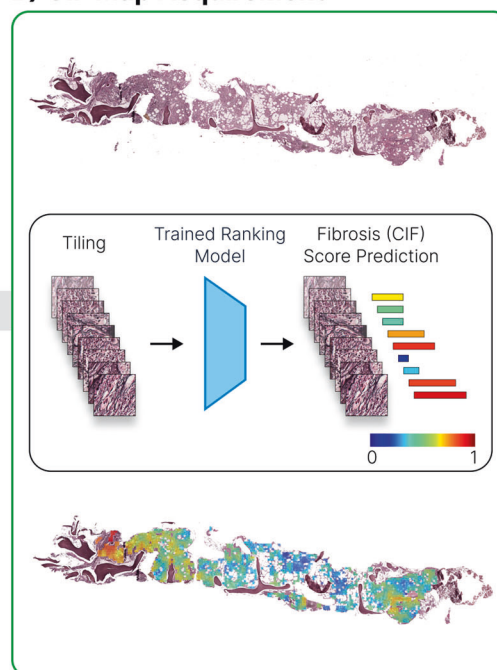 Tiling
Trained Ranking
Model
Fibrosis (CIF)
Score Prediction
0
1